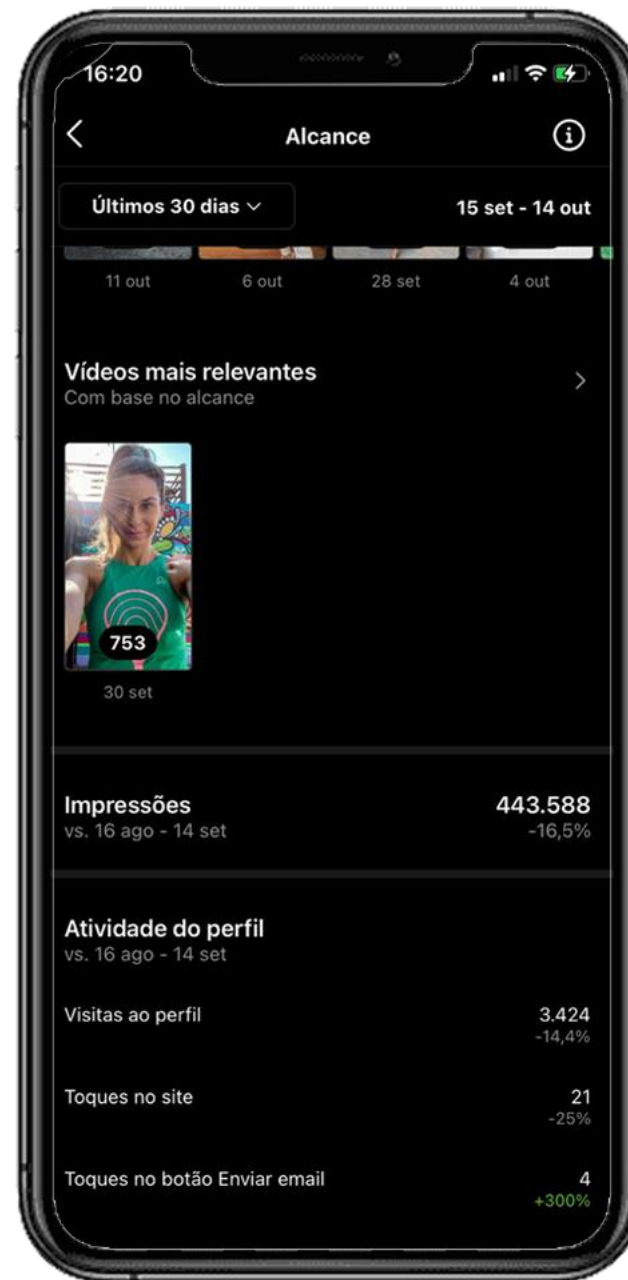 16:20
Alcance
Últimos 30 dias
15 set - 14 out
11 out
6 out
28 set
4 out
Vídeos mais relevantes
Com base no alcance
753
30 set
Impressões
443.588
vs. 16 ago - 14 set
-16,5%
Atividade do perfil
vs. 16 ago - 14 set
Visitas ao perfil
3.424
-14,4%
Toques no site
21
-25%
Toques no botão Enviar email
4
+300%